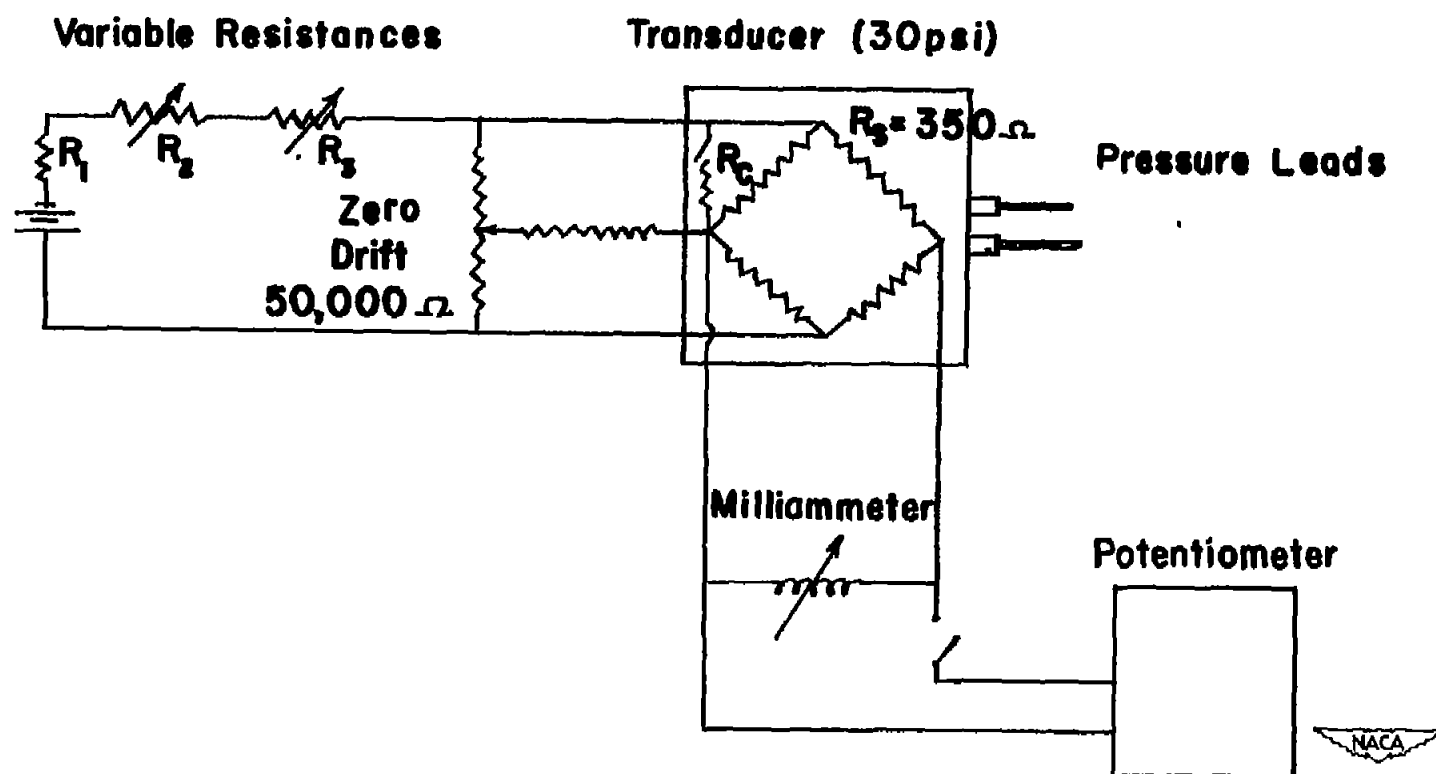 Variable Resistances
Transducer (30psi)
R₁
R₂
R₃
Rc
Rs = 350 Ω
Pressure Leads
Zero
Drift
50,000 Ω
Milliammeter
Potentiometer
NACA